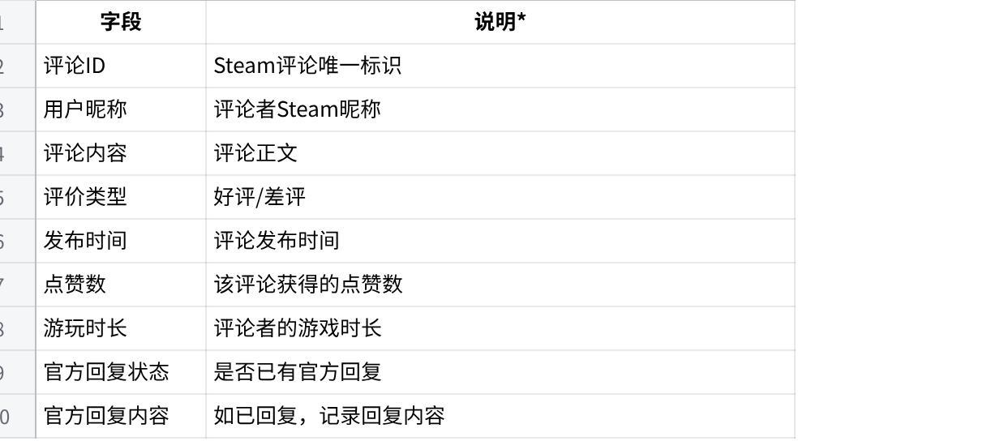 1 字段 说明*
2 评论ID Steam评论唯一标识
3 用户昵称 评论者Steam昵称
4 评论内容 评论正文
5 评价类型 好评/差评
6 发布时间 评论发布时间
7 点赞数 该评论获得的点赞数
8 游玩时长 评论者的游戏时长
9 官方回复状态 是否已有官方回复
0 官方回复内容 如已回复，记录回复内容